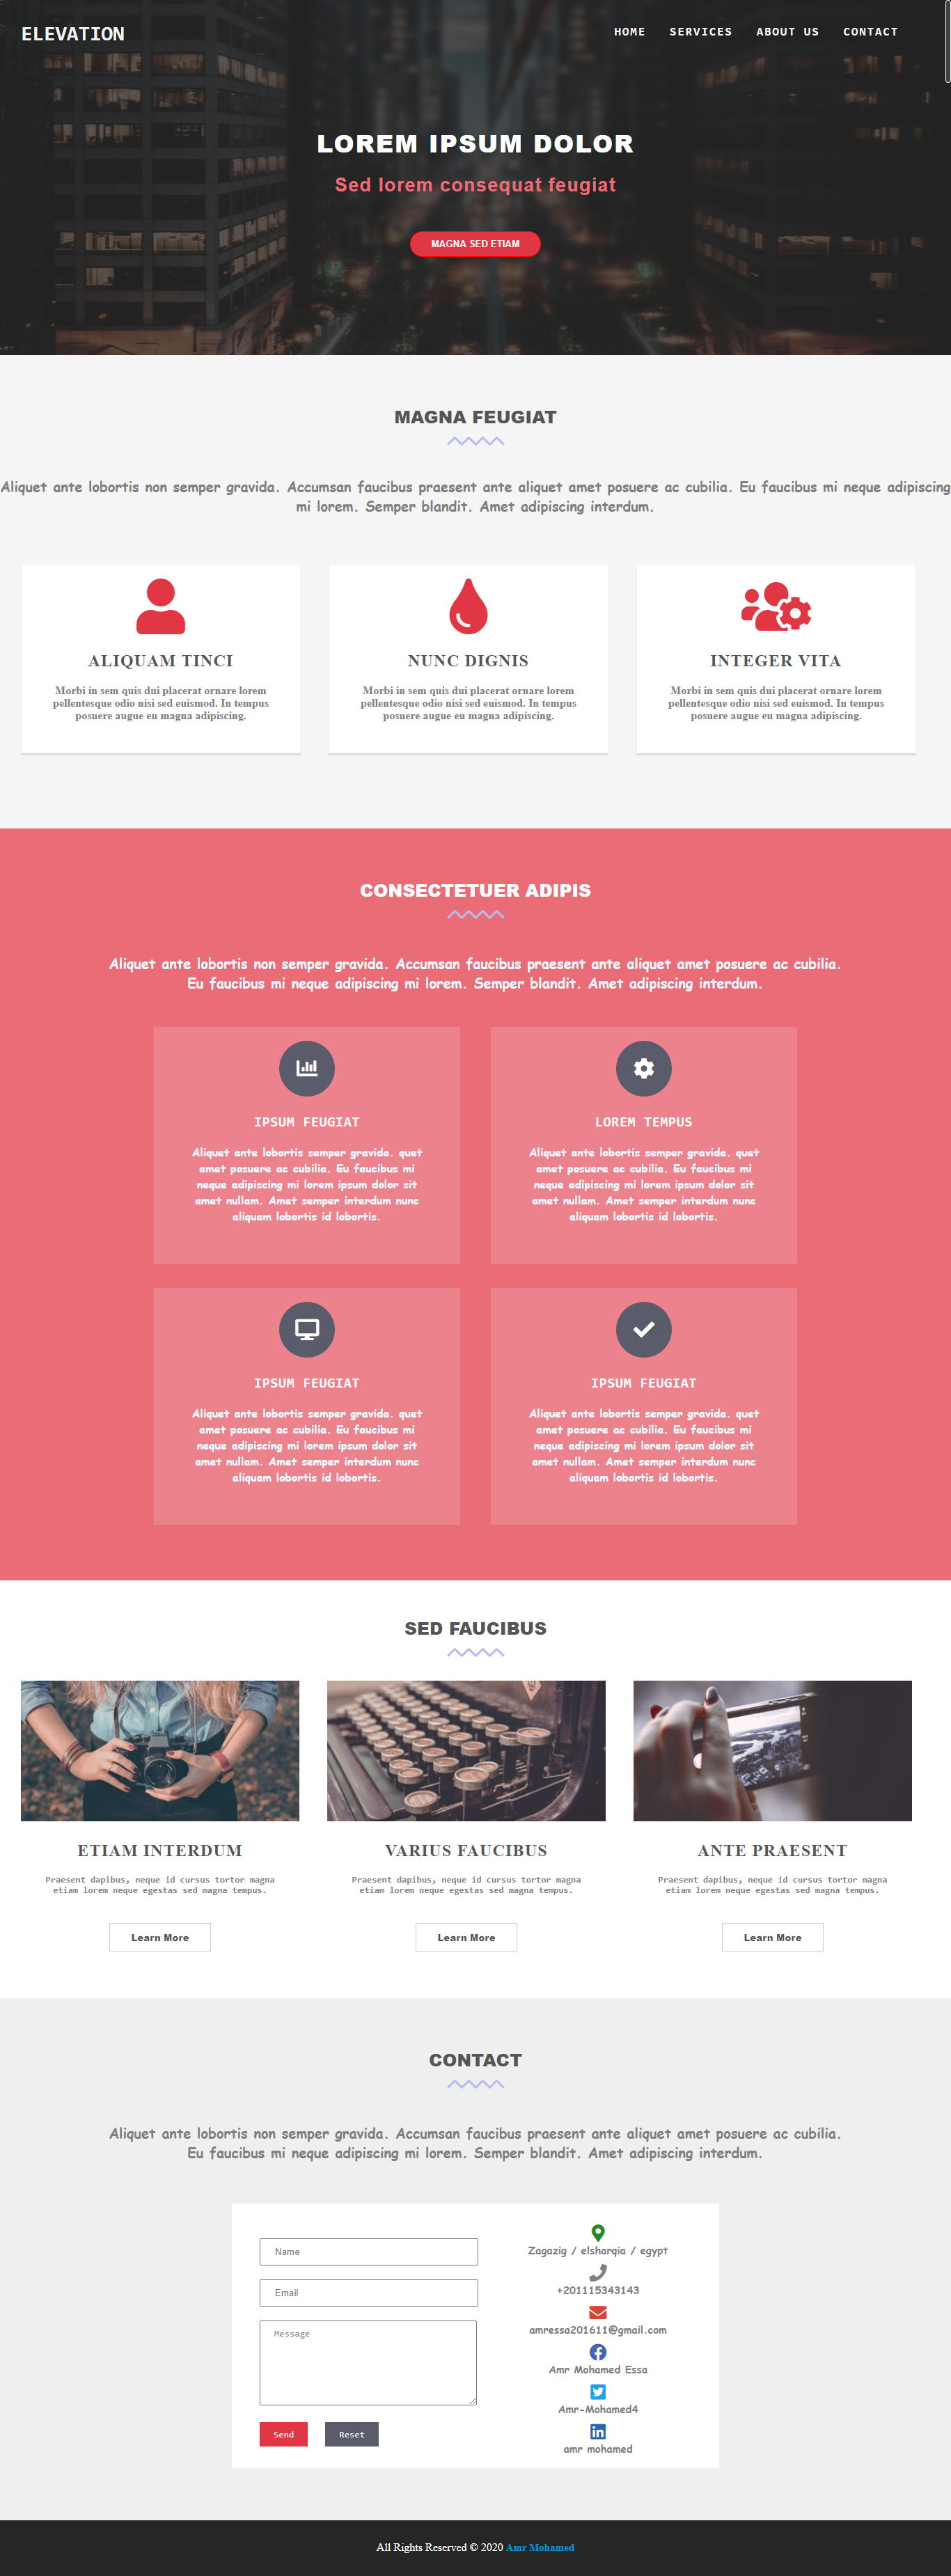 ELEVATION
HOME SERVICES ABOUT US CONTACT
LOREM IPSUM DOLOR
Sed lorem consequat feugiat
MAGNA SED ETIAM
MAGNA FEUGIAT
Aliquet ante lobortis non semper gravida. Accumsan faucibus praesent ante aliquet amet posuere ac cubilia. Eu faucibus mi neque adipiscing
mi lorem. Semper blandit. Amet adipiscing interdum.
ALIQUAM TINCI
Morbi in sem quis dui placerat ornare lorem
pellentesque odio nisi sed euismod. In tempus
posuere augue eu magna adipiscing.
NUNC DIGNIS
Morbi in sem quis dui placerat ornare lorem
pellentesque odio nisi sed euismod. In tempus
posuere augue eu magna adipiscing.
INTEGER VITA
Morbi in sem quis dui placerat ornare lorem
pellentesque odio nisi sed euismod. In tempus
posuere augue eu magna adipiscing.
CONSECTETUER ADIPIS
Aliquet ante lobortis non semper gravida. Accumsan faucibus praesent ante aliquet amet posuere ac cubilia.
Eu faucibus mi neque adipiscing mi lorem. Semper blandit. Amet adipiscing interdum.
IPSUM FEUGIAT
Aliquet ante lobortis semper gravida. quet
amet posuere ac cubilia. Eu faucibus mi
neque adipiscing mi lorem ipsum dolor sit
amet nullam. Amet semper interdum nunc
aliquam lobortis id lobortis.
LOREM TEMPUS
Aliquet ante lobortis semper gravida. quet
amet posuere ac cubilia. Eu faucibus mi
neque adipiscing mi lorem ipsum dolor sit
amet nullam. Amet semper interdum nunc
aliquam lobortis id lobortis.
IPSUM FEUGIAT
Aliquet ante lobortis semper gravida. quet
amet posuere ac cubilia. Eu faucibus mi
neque adipiscing mi lorem ipsum dolor sit
amet nullam. Amet semper interdum nunc
aliquam lobortis id lobortis.
IPSUM FEUGIAT
Aliquet ante lobortis semper gravida. quet
amet posuere ac cubilia. Eu faucibus mi
neque adipiscing mi lorem ipsum dolor sit
amet nullam. Amet semper interdum nunc
aliquam lobortis id lobortis.
SED FAUCIBUS
ETIAM INTERDUM
Praesent dapibus, neque id cursus tortor magna
etiam lorem neque egestas sed magna tempus.
Learn More
VARIUS FAUCIBUS
Praesent dapibus, neque id cursus tortor magna
etiam lorem neque egestas sed magna tempus.
Learn More
ANTE PRAESENT
Praesent dapibus, neque id cursus tortor magna
etiam lorem neque egestas sed magna tempus.
Learn More
CONTACT
Aliquet ante lobortis non semper gravida. Accumsan faucibus praesent ante aliquet amet posuere ac cubilia.
Eu faucibus mi neque adipiscing mi lorem. Semper blandit. Amet adipiscing interdum.
Name
Email
Message
Send Reset
Zagazig / elsharqia / egypt
+201115343143
amressa201611@gmail.com
Amr Mohamed Essa
Amr-Mohamed4
amr mohamed
All Rights Reserved © 2020 Amr Mohamed